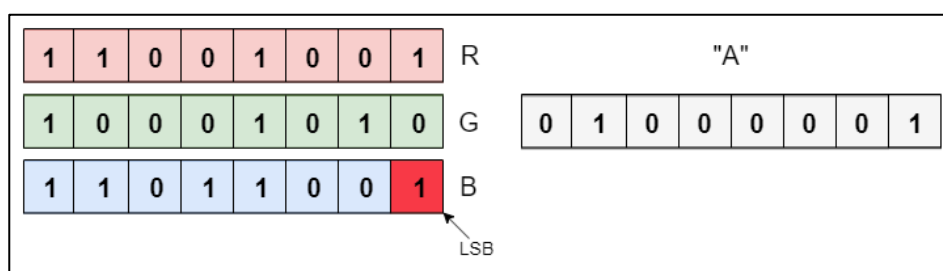 1 1 0 0 1 0 0 1 R "A"
1 0 0 0 1 0 1 0 G 0 1 0 0 0 0 0 1
1 1 0 1 1 0 0 1 B
LSB